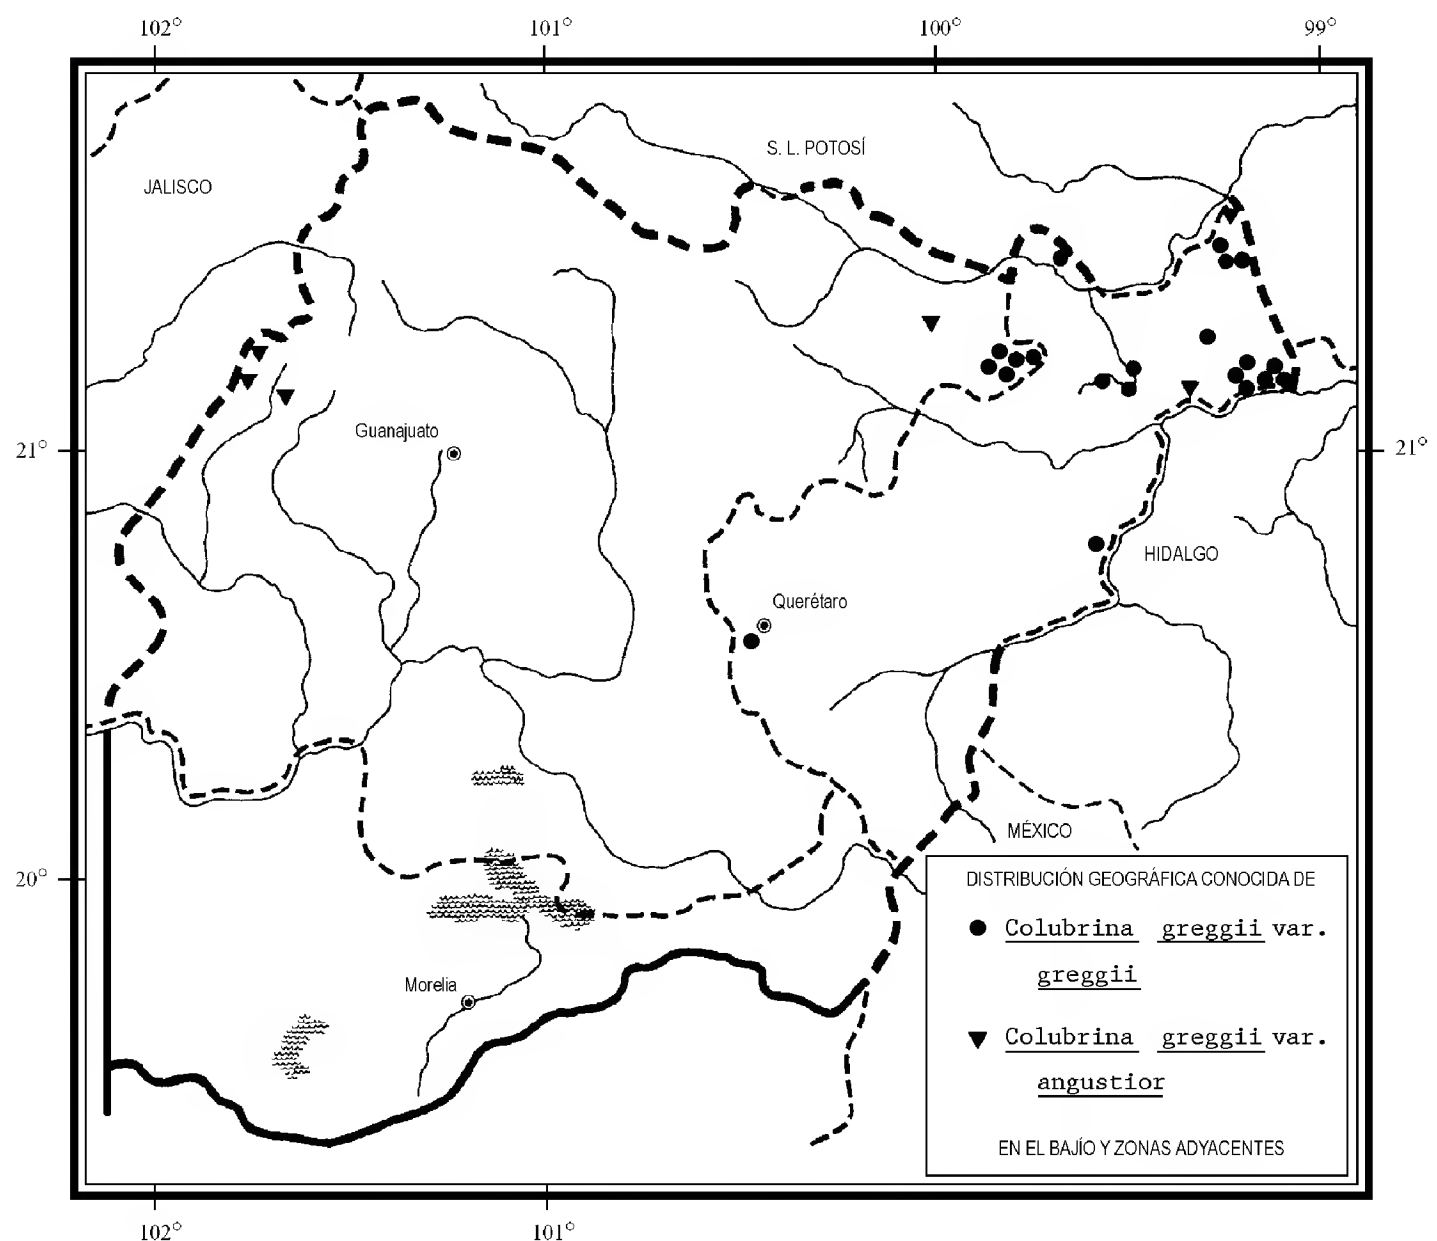 102° 101° 100° 99°
S. L. POTOSÍ
JALISCO
Guanajuato
21° 21°
HIDALGO
Querétaro
MÉXICO
20°
DISTRIBUCIÓN GEOGRÁFICA CONOCIDA DE
Colubrina greggii var.
greggii
Morelia
Colubrina greggii var.
angustior
EN EL BAJÍO Y ZONAS ADYACENTES
102° 101°